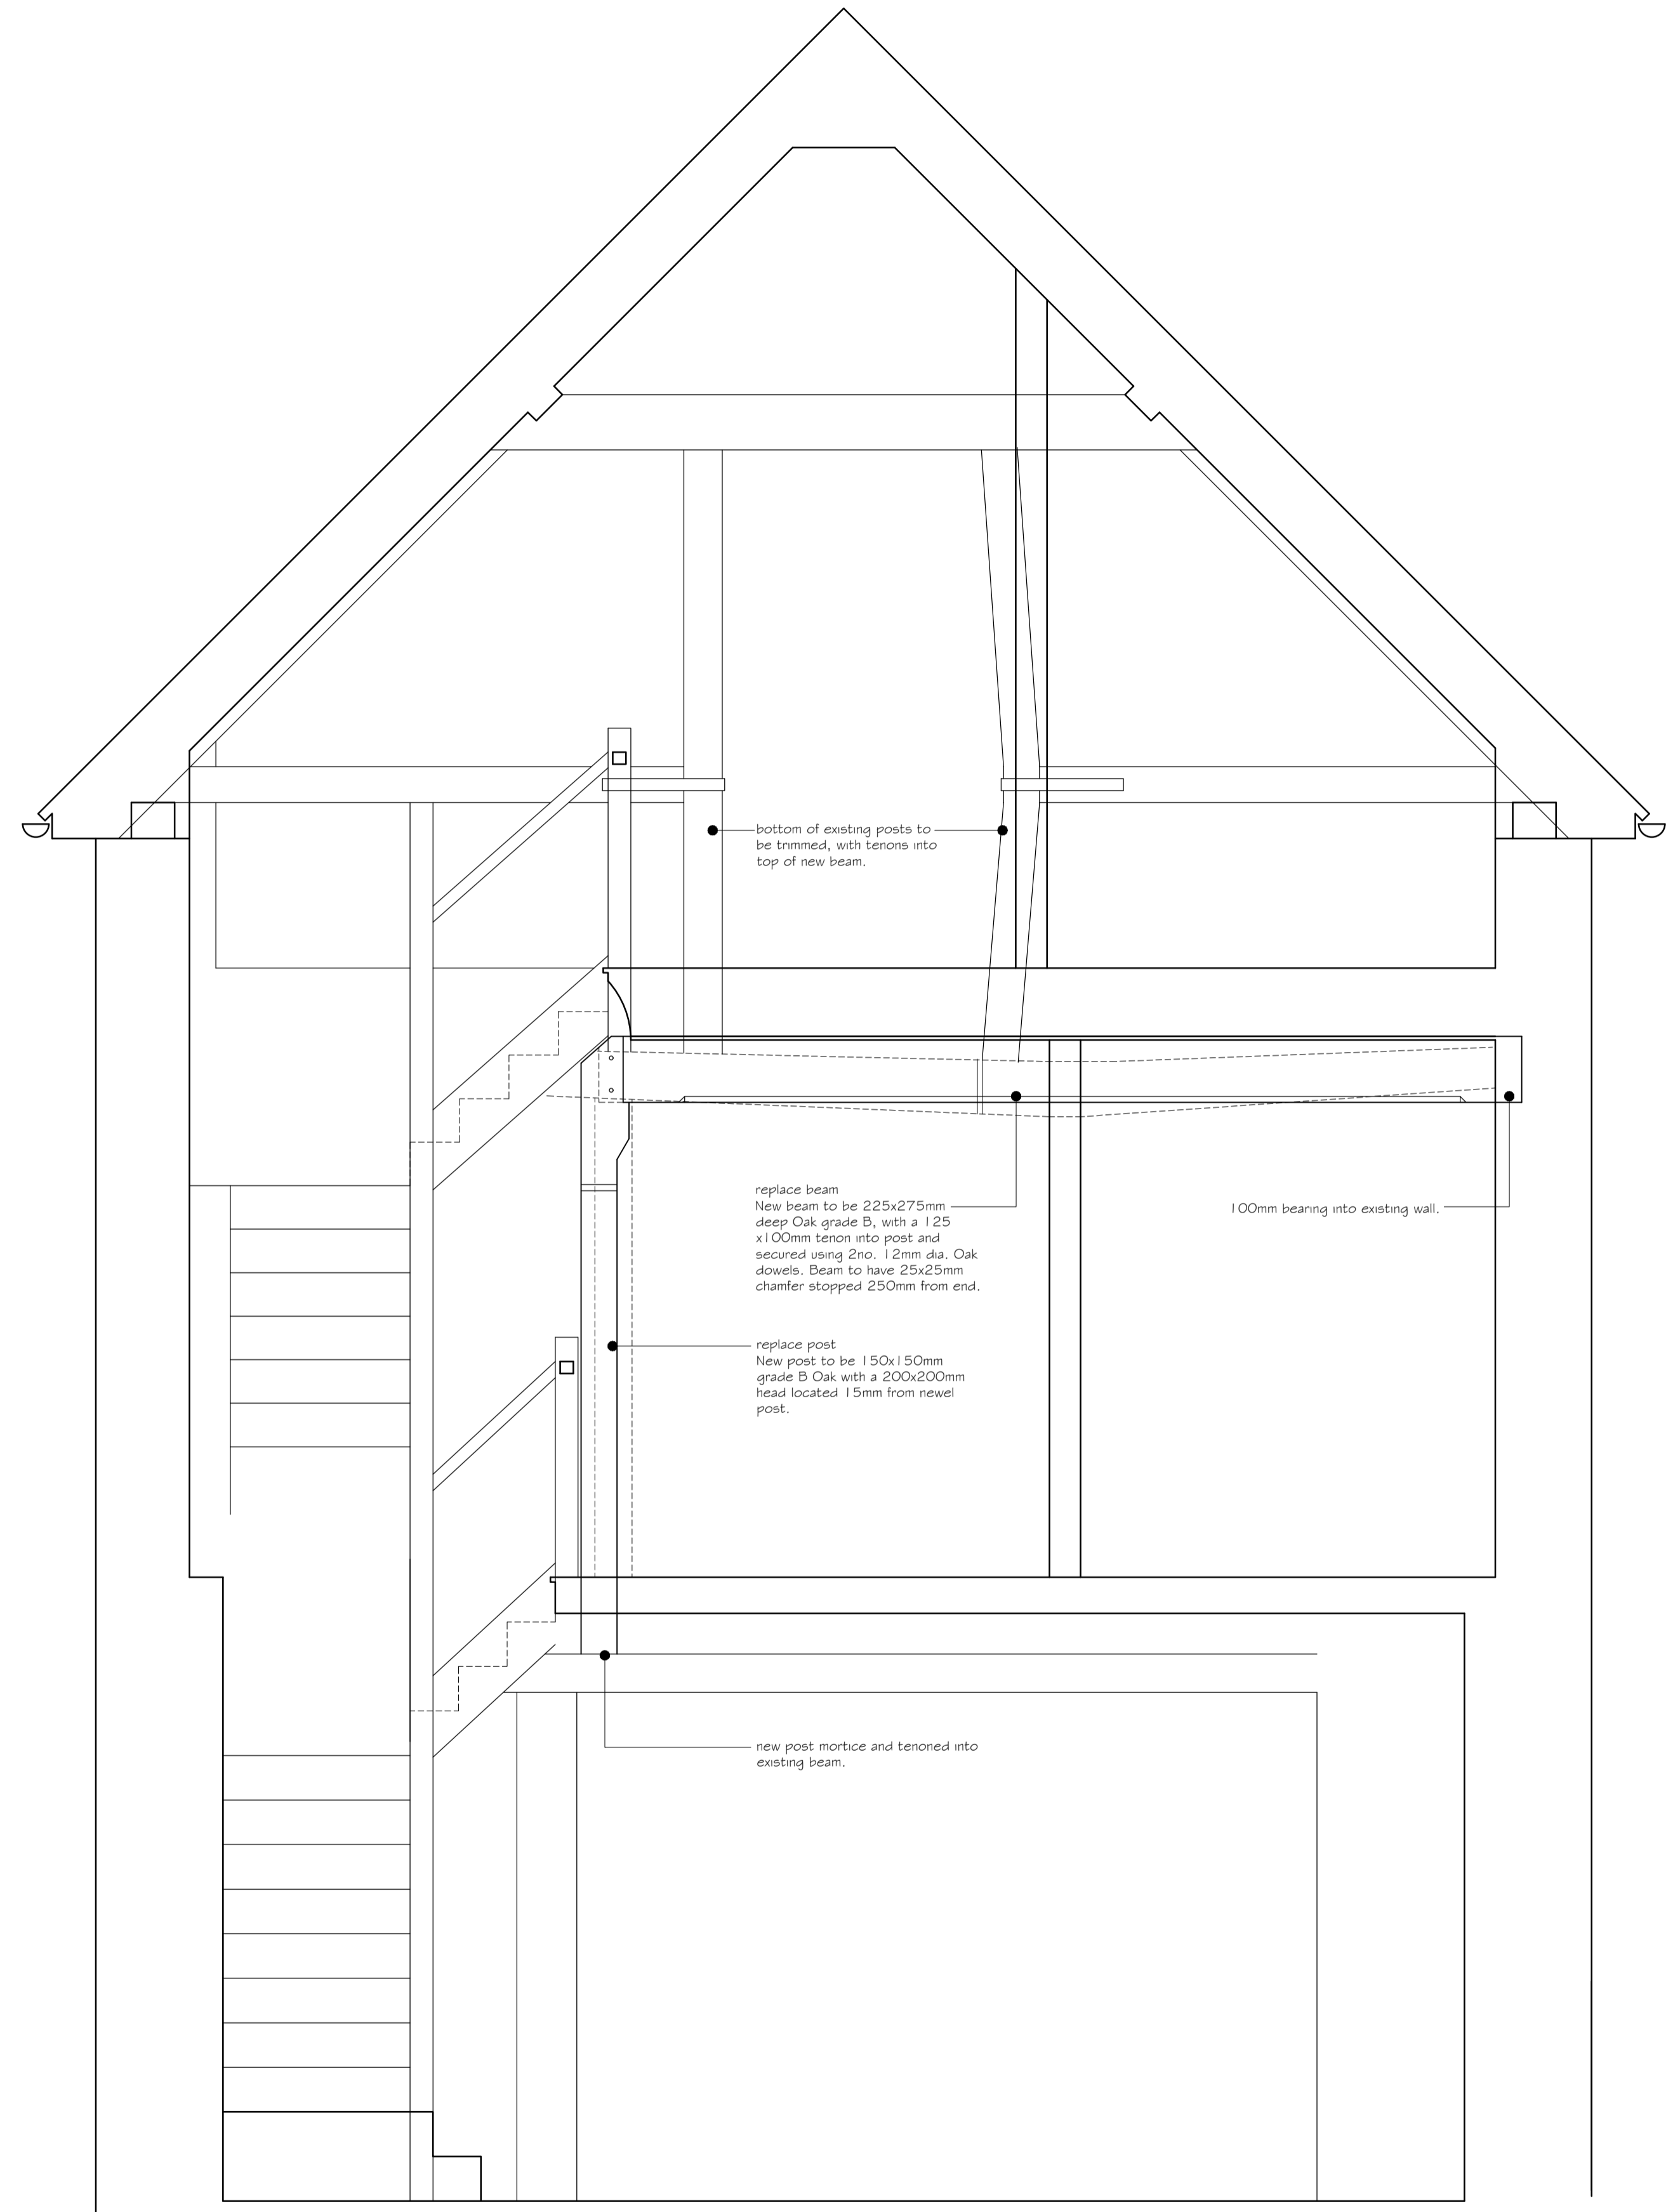 bottom of existing posts to
be trimmed, with tenons into
top of new beam.
replace beam
New beam to be 225x275mm
deep Oak grade B, with a 125
x100mm tenon into post and
secured using 2no. 12mm dia. Oak
dowels. Beam to have 25x25mm
chamfer stopped 250mm from end.
100mm bearing into existing wall.
replace post
New post to be 150x150mm
grade B Oak with a 200x200mm
head located 15mm from newel
post.
new post mortice and tenoned into
existing beam.